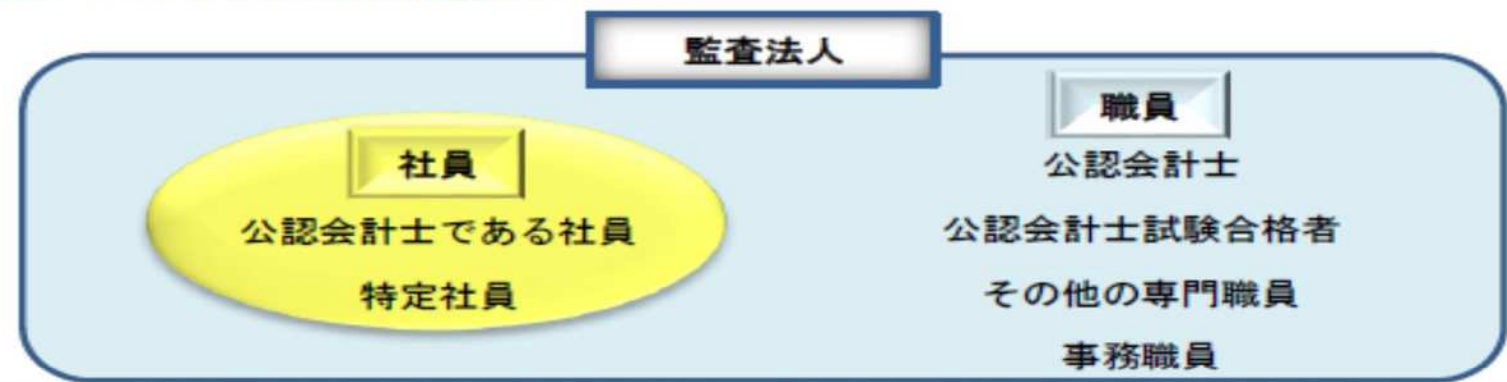 監査法人
社員
公認会計士である社員
特定社員
職員
公認会計士
公認会計士試験合格者
その他の専門職員
事務職員